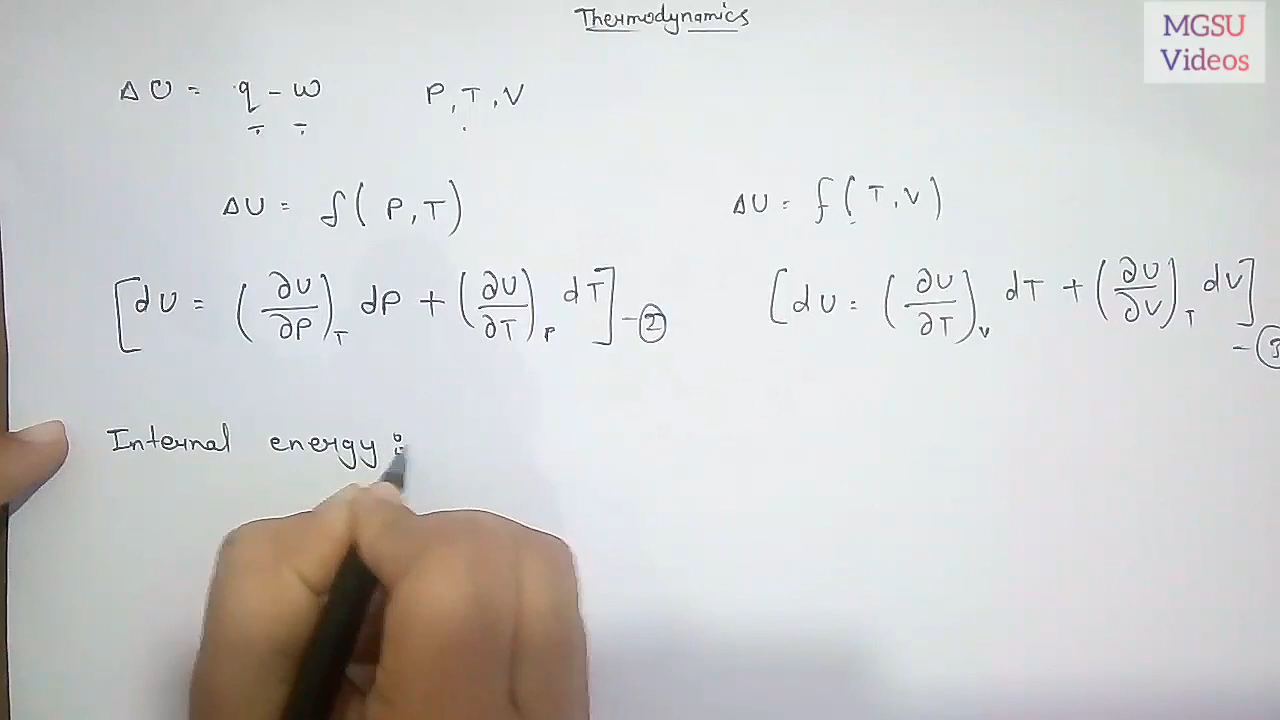 Thermodynamics
MGSU
Videos
ΔU = q - w P, T, V
ΔU = f(P, T) ΔU = f(T, V)
[dU = (∂U/∂P)_T dP + (∂U/∂T)_P dT] - ② [dU = (∂U/∂T)_V dT + (∂U/∂V)_T dV]
- ③
Internal energy :